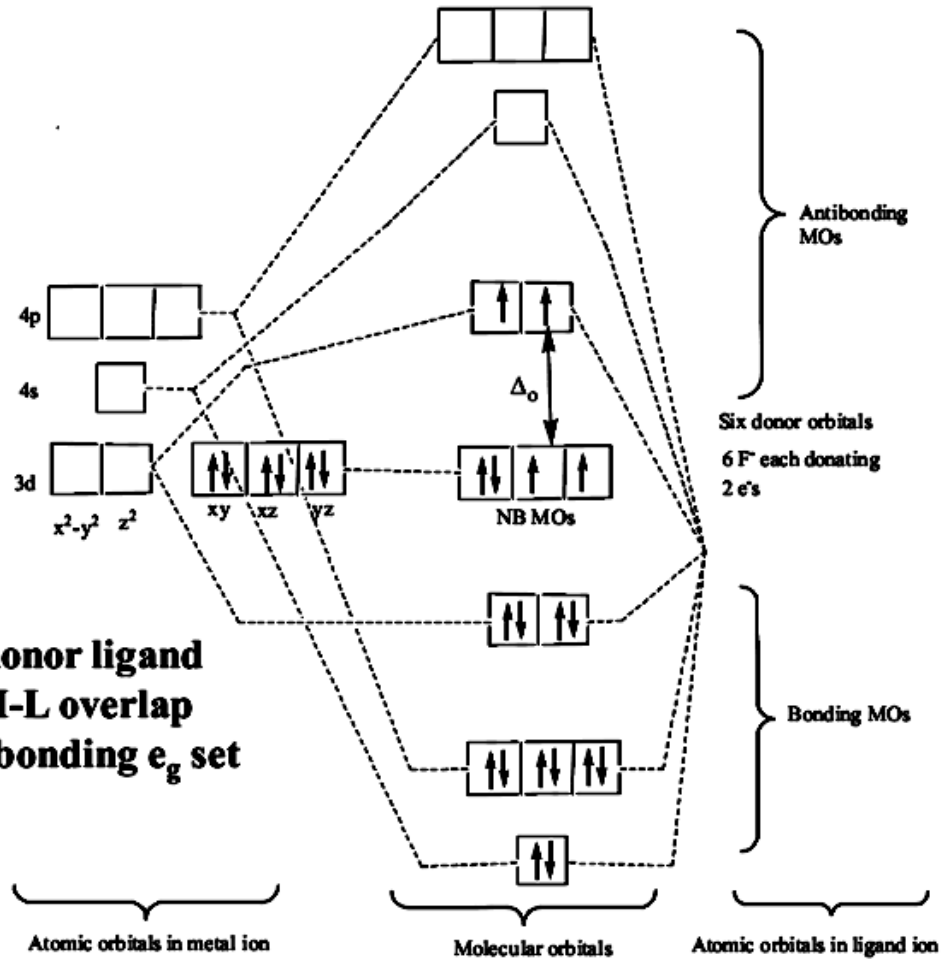 Antibonding
MOs
4p
4s
Δo
Six donor orbitals
6 F- each donating
2 e-s
3d
x²-y² z²
xy xz yz
NB MOs
onor ligand
I-L overlap
bonding eg set
Bonding MOs
Atomic orbitals in metal ion
Molecular orbitals
Atomic orbitals in ligand ion